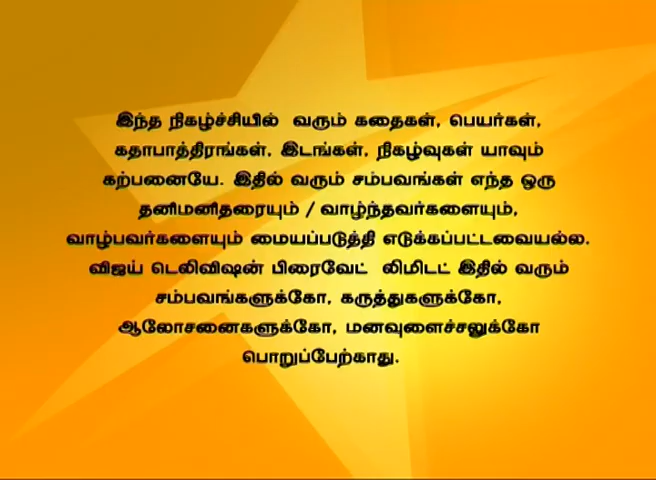 இந்த நிகழ்ச்சியில் வரும் கதைகள், பெயர்கள்,
கதாபாத்திரங்கள், இடங்கள், நிகழ்வுகள் யாவும்
கற்பனையே. இதில் வரும் சம்பவங்கள் எந்த ஒரு
தனிமனிதரையும் / வாழ்ந்தவர்களையும்,
வாழ்பவர்களையும் மையப்படுத்தி எடுக்கப்பட்டவையல்ல.
விஜய் டெலிவிஷன் பிரைவேட் லிமிடட் இதில் வரும்
சம்பவங்களுக்கோ, கருத்துகளுக்கோ,
ஆலோசனைகளுக்கோ, மனவுளைச்சலுக்கோ
பொறுப்பேற்காது.